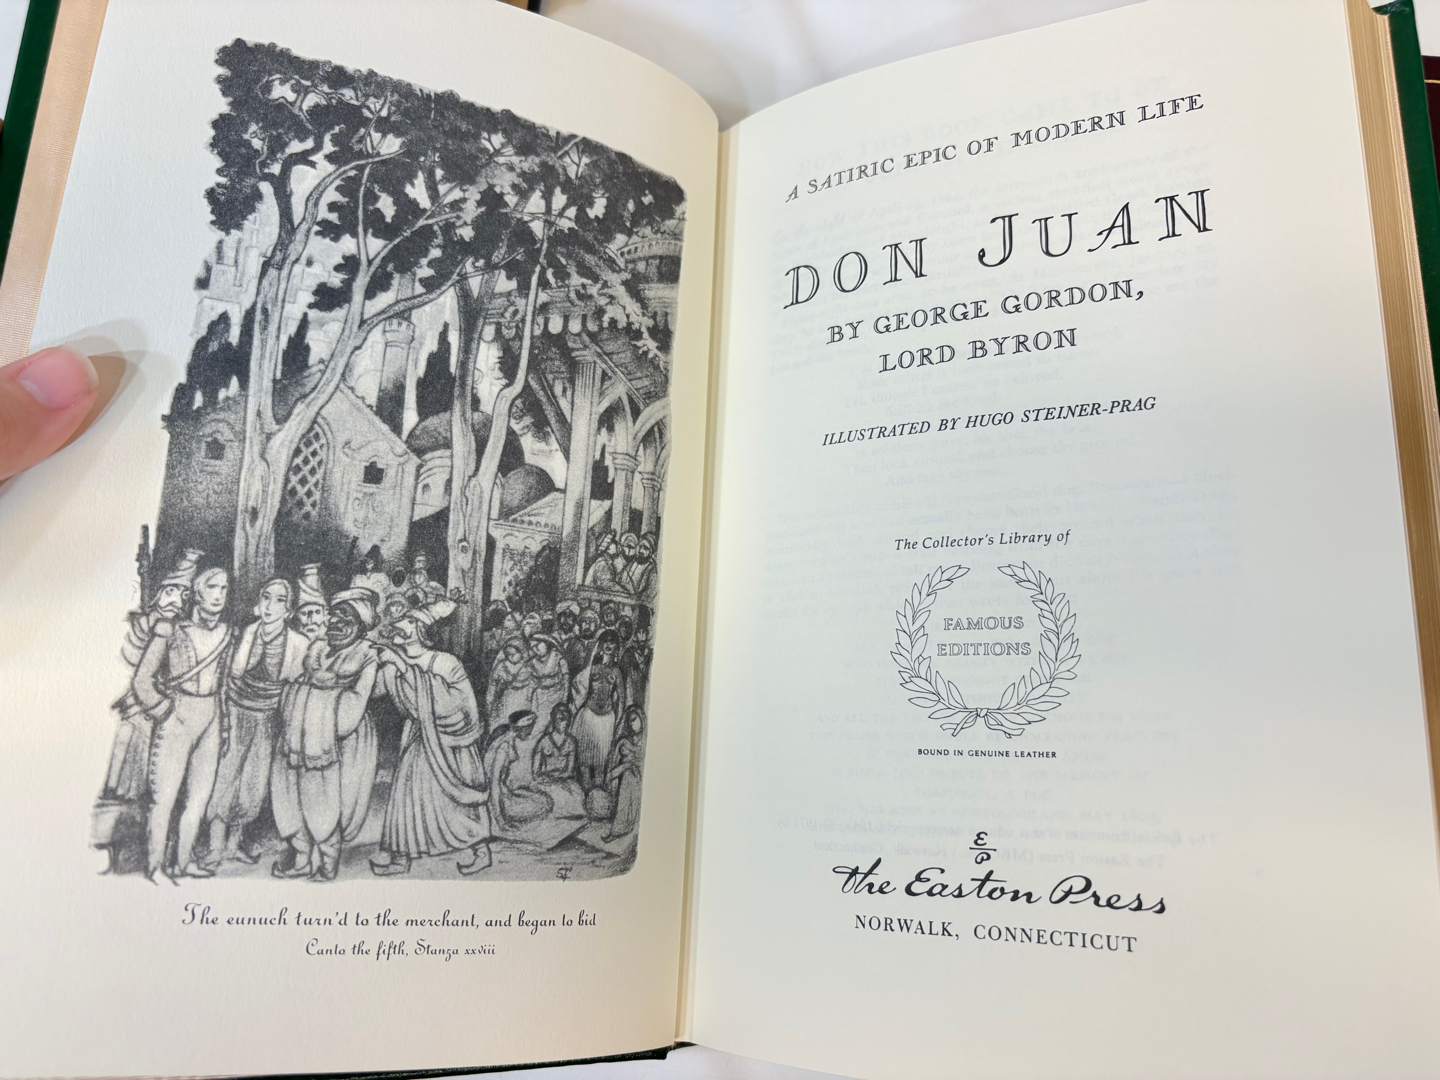 The eunuch turn'd to the merchant, and began to bid
Canto the fifth, Stanza xxviii
A SATIRIC EPIC OF MODERN LIFE
DON JUAN
BY GEORGE GORDON,
LORD BYRON
ILLUSTRATED BY HUGO STEINER-PRAG
The Collector's Library of
FAMOUS
EDITIONS
BOUND IN GENUINE LEATHER
The Easton Press
NORWALK, CONNECTICUT